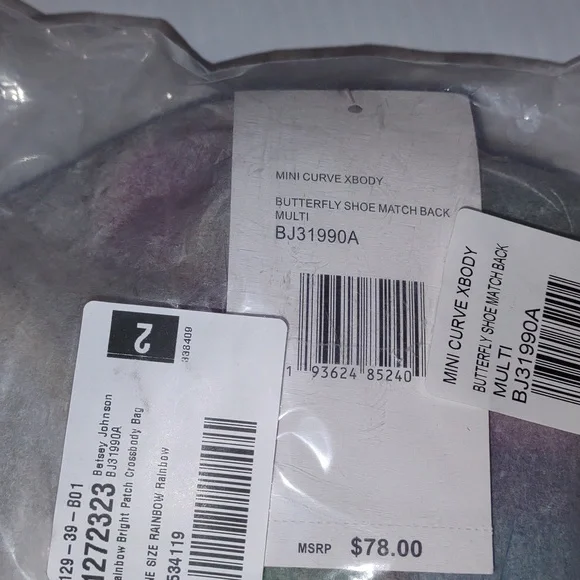 MINI CURVE XBODY
BUTTERFLY SHOE MATCH BACK
MULTI
BJ31990A
1 93624 85240
MSRP $78.00
MINI CURVE XBODY
BUTTERFLY SHOE MATCH BACK
MULTI
BJ31990A
2
338409
129-39-B01
1272323
Betsey Johnson
BJ31990A
ainbow Bright Patch Crossbody Bag
NE SIZE RAINBOW Rainbow
534119